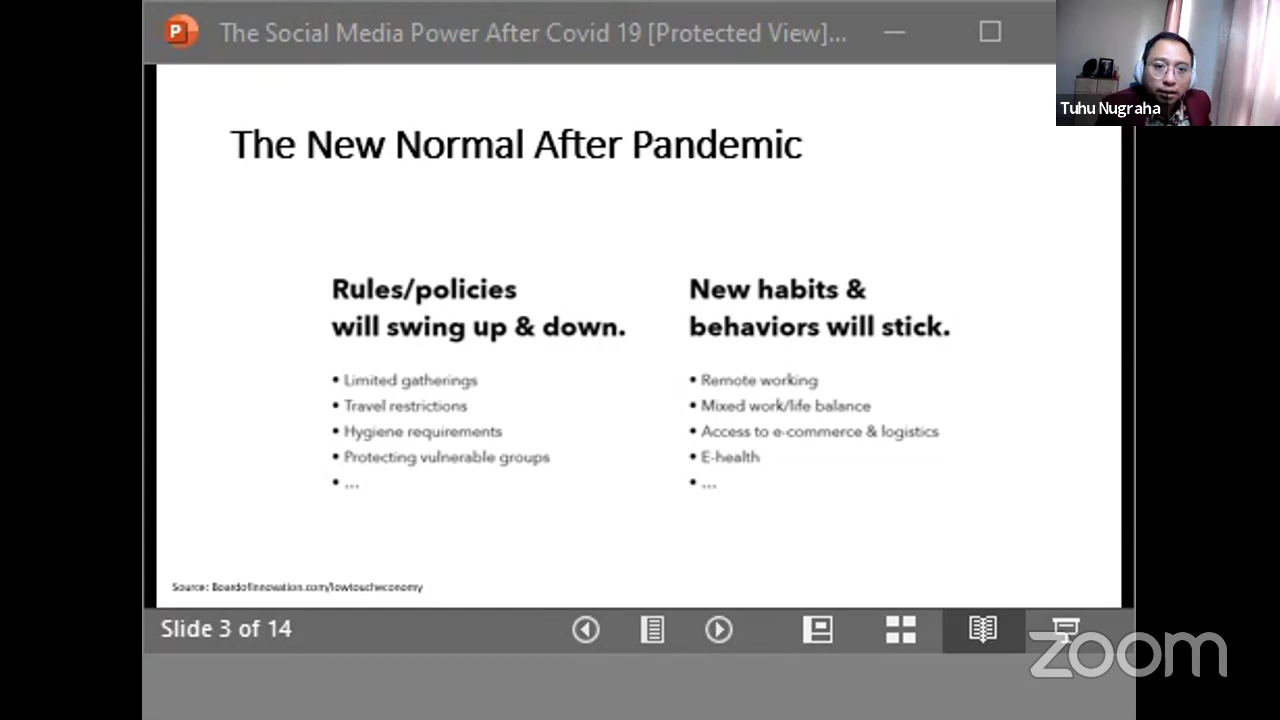 The Social Media Power After Covid 19 [Protected View]...
Tuhu Nugraha
The New Normal After Pandemic
Rules/policies
will swing up & down.
• Limited gatherings
• Travel restrictions
• Hygiene requirements
• Protecting vulnerable groups
• ...
New habits &
behaviors will stick.
• Remote working
• Mixed work/life balance
• Access to e-commerce & logistics
• E-health
• ...
Source: BoardofInnovation.com/lowtoucheconomy
Slide 3 of 14
zoom